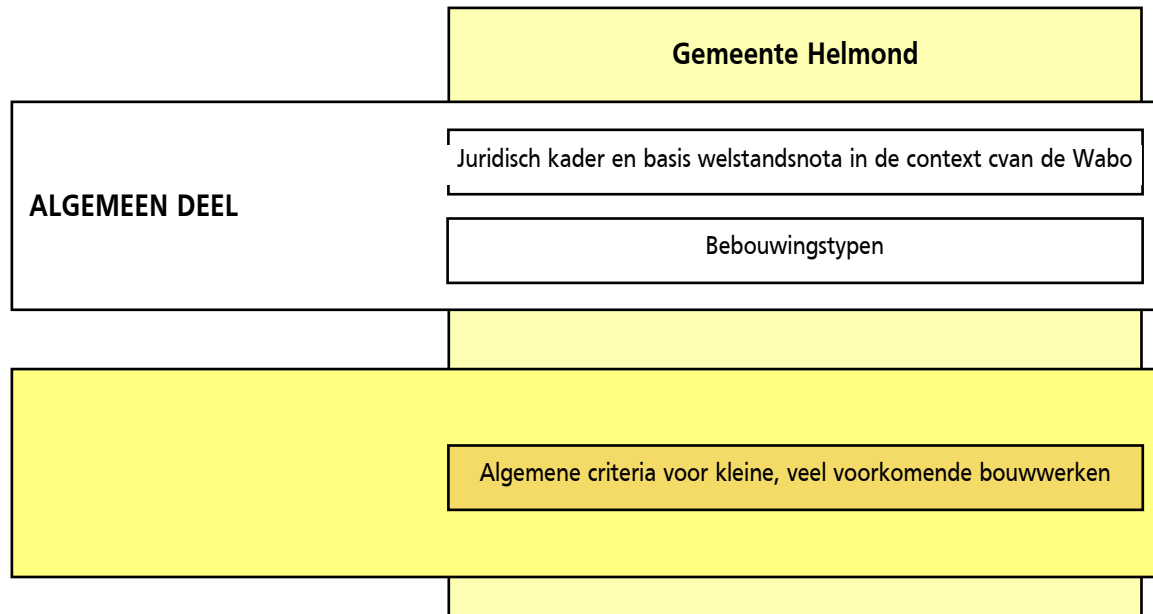 Gemeente Helmond
Juridisch kader en basis welstandsnota in de context cvan de Wabo
ALGEMEEN DEEL
Bebouwingstypen
Algemene criteria voor kleine, veel voorkomende bouwwerken